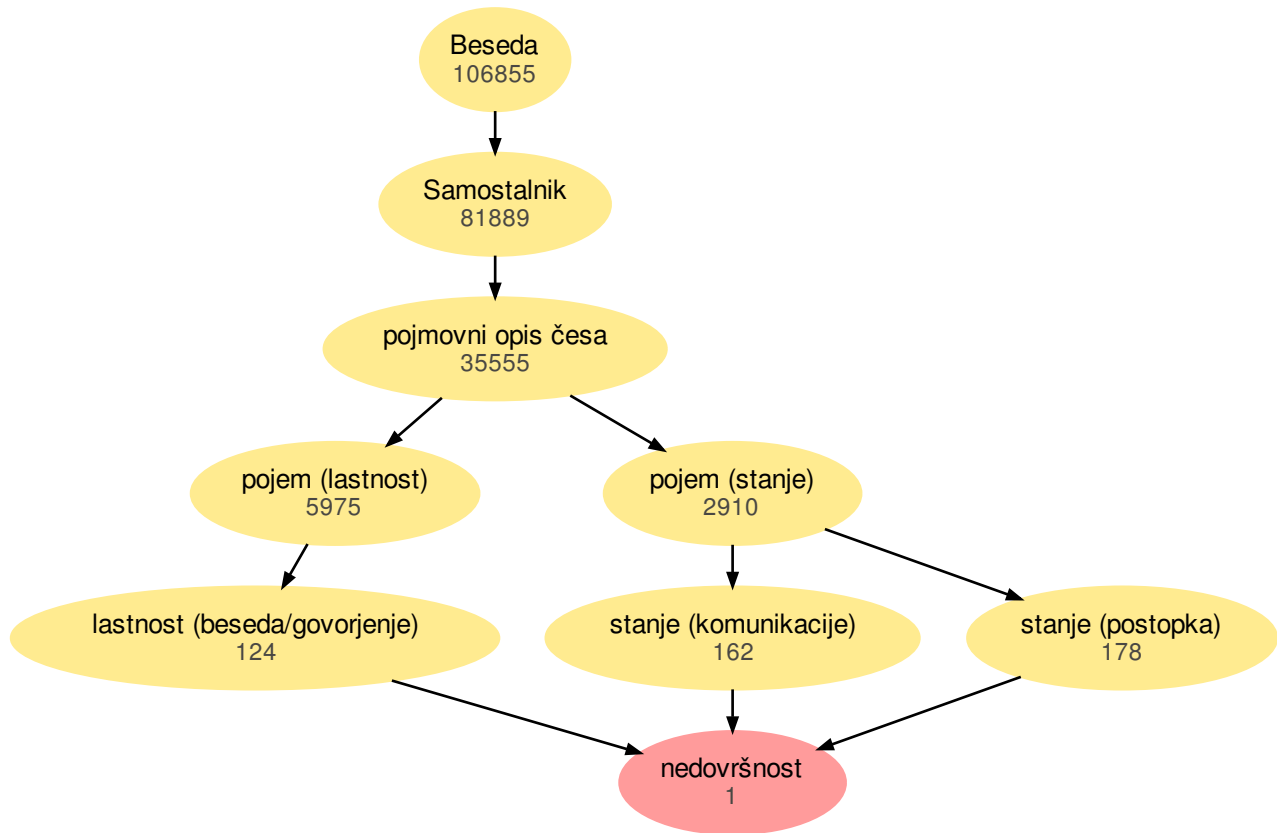 Beseda
106855
Samostalnik
81889
pojmovni opis česa
35555
pojem (lastnost)
5975
pojem (stanje)
2910
lastnost (beseda/govorjenje)
124
stanje (komunikacije)
162
stanje (postopka)
178
nedovršnost
1